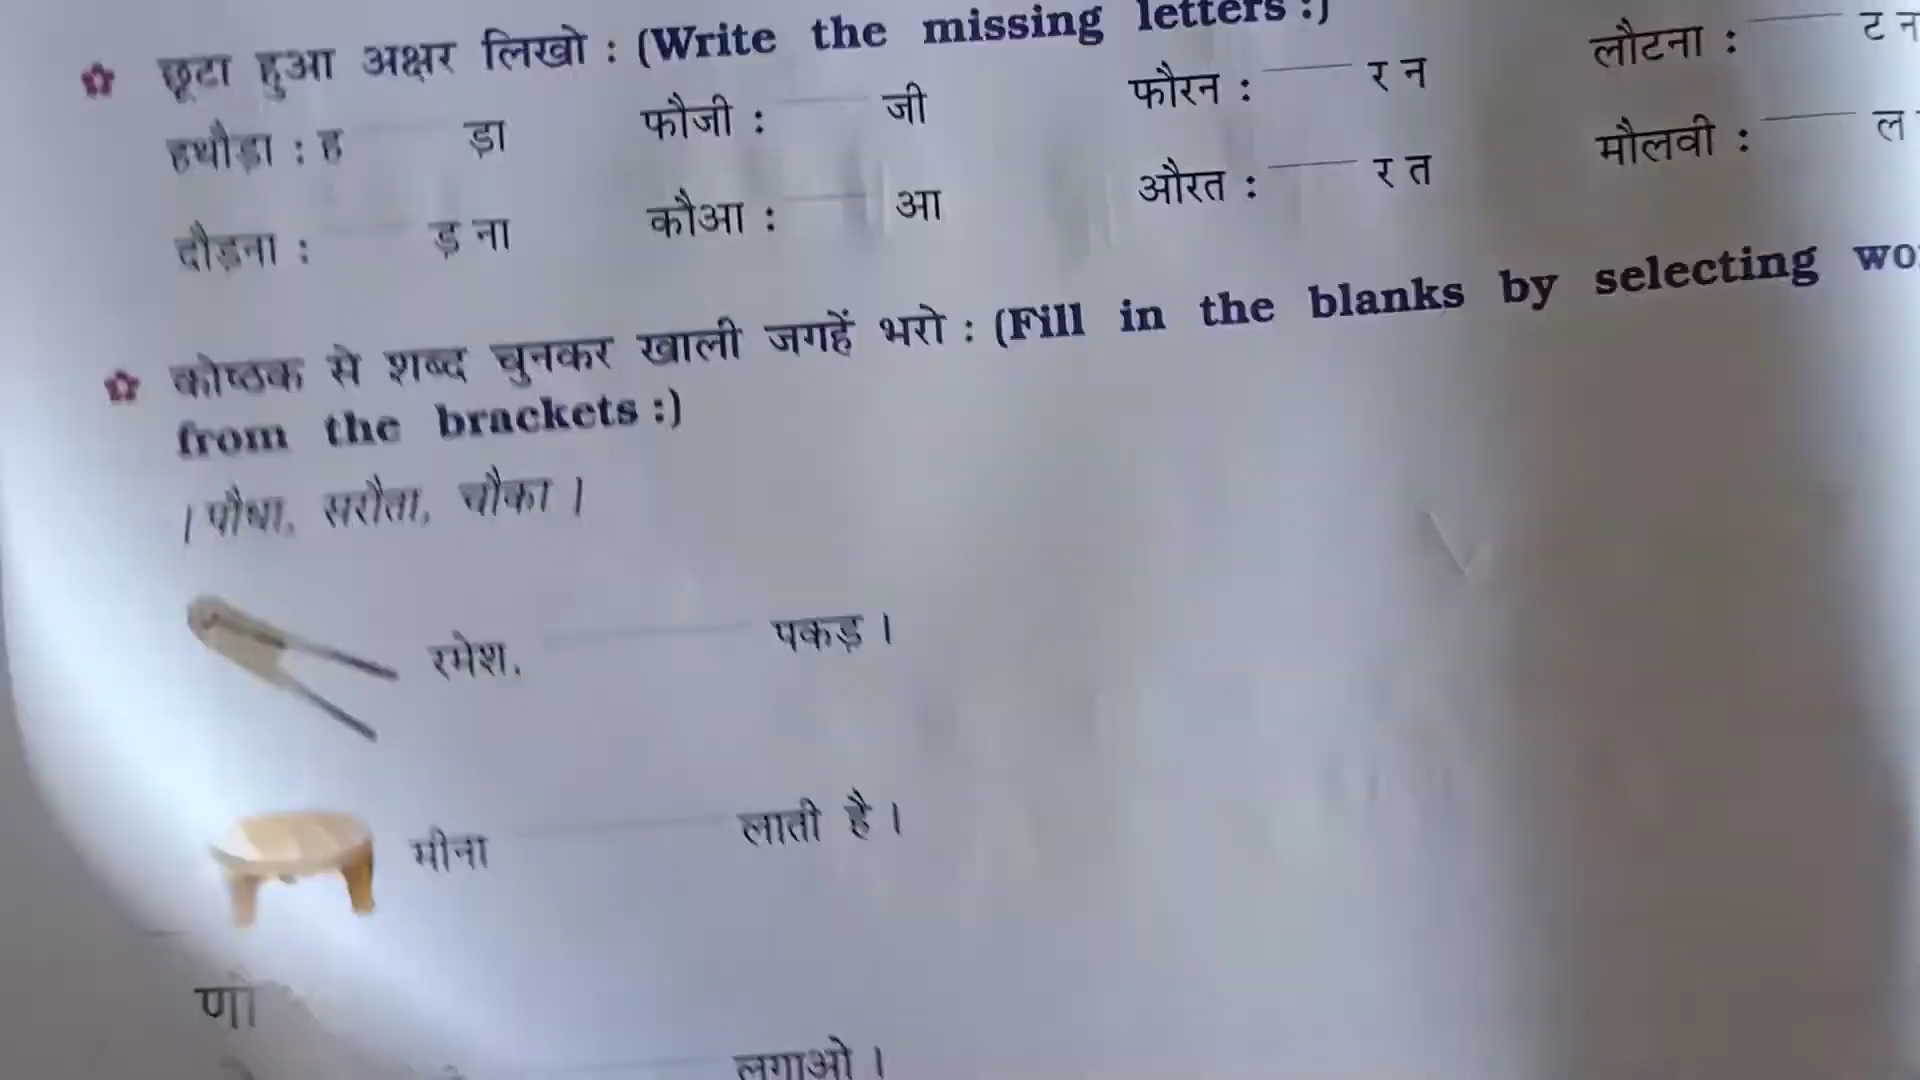 छूटा हुआ अक्षर लिखो : (Write the missing letters :)
हथौड़ा : ह ड़ा फौजी : जी फौरन : र न लौटना : ट न
दौड़ना : ड़ ना कौआ : आ औरत : र त मौलवी : ल
कोष्ठक से शब्द चुनकर खाली जगहें भरो : (Fill in the blanks by selecting wo
from the brackets :)
। पौधा, सरौता, चौका ।
रमेश, पकड़ ।
मीना लाती है ।
लगाओ ।